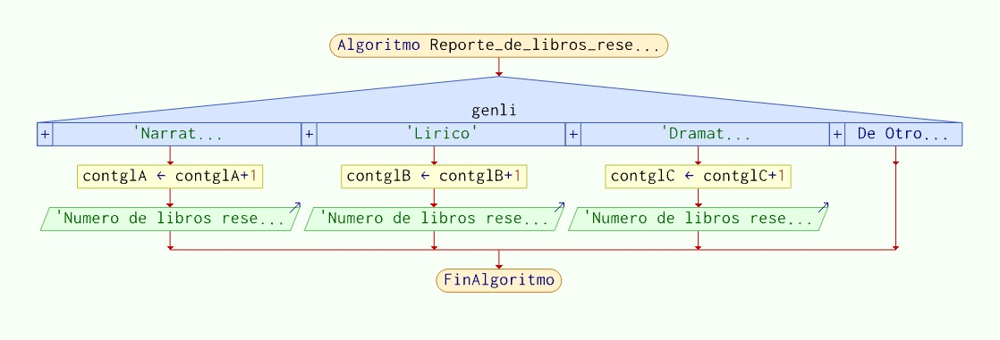 Algoritmo Reporte_de_libros_rese...
genli
+ 'Narrat... + 'Lirico' + 'Dramat... + De Otro...
contglA ← contglA+1 contglB ← contglB+1 contglC ← contglC+1
'Numero de libros rese... 'Numero de libros rese... 'Numero de libros rese...
FinAlgoritmo